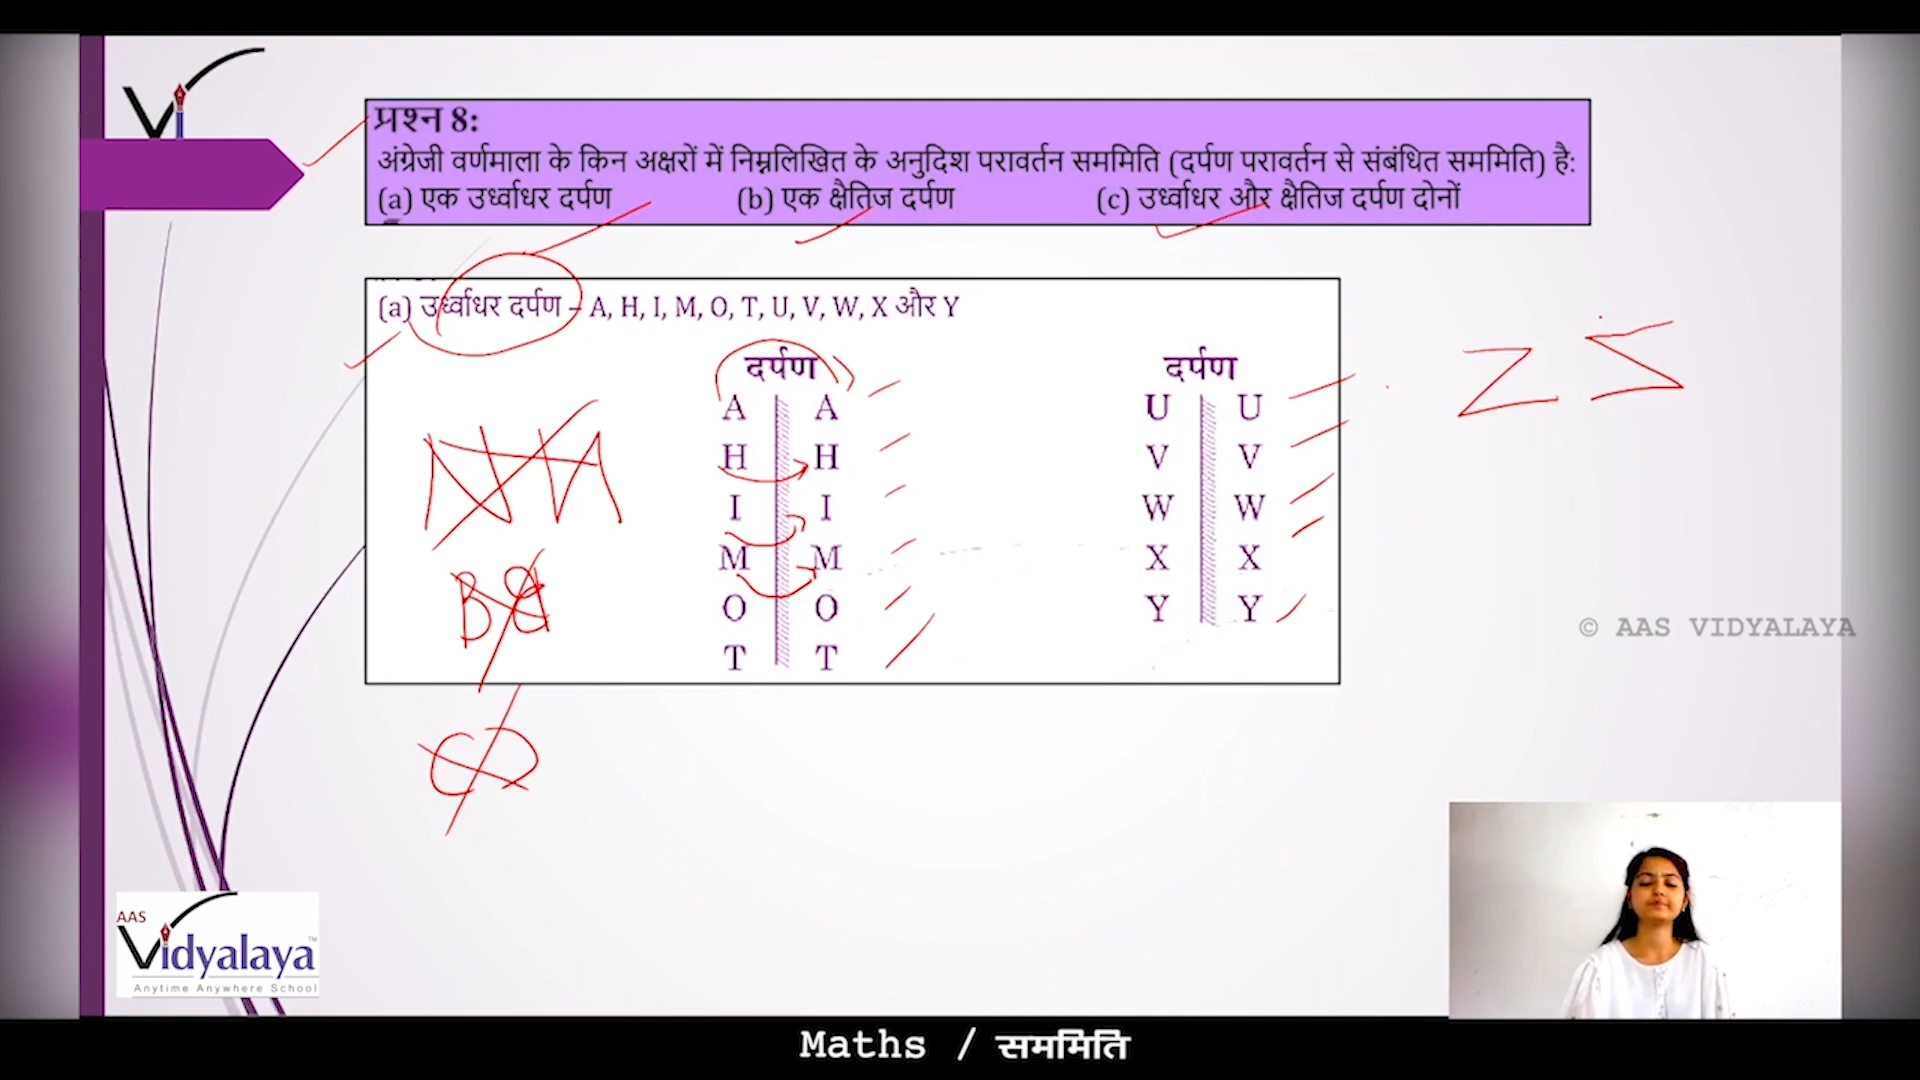 प्रश्न 8:
अंग्रेजी वर्णमाला के किन अक्षरों में निम्नलिखित के अनुदिश परावर्तन सममिति (दर्पण परावर्तन से संबंधित सममिति) है:
(a) एक उर्ध्वाधर दर्पण (b) एक क्षैतिज दर्पण (c) उर्ध्वाधर और क्षैतिज दर्पण दोनों
(a) उर्ध्वाधर दर्पण – A, H, I, M, O, T, U, V, W, X और Y
दर्पण दर्पण
A A U U
H H V V
I I W W
M M X X
O O Y Y
T T
Z
B
C
© AAS VIDYALAYA
AAS
Vidyalaya™
Anytime Anywhere School
Maths / सममिति